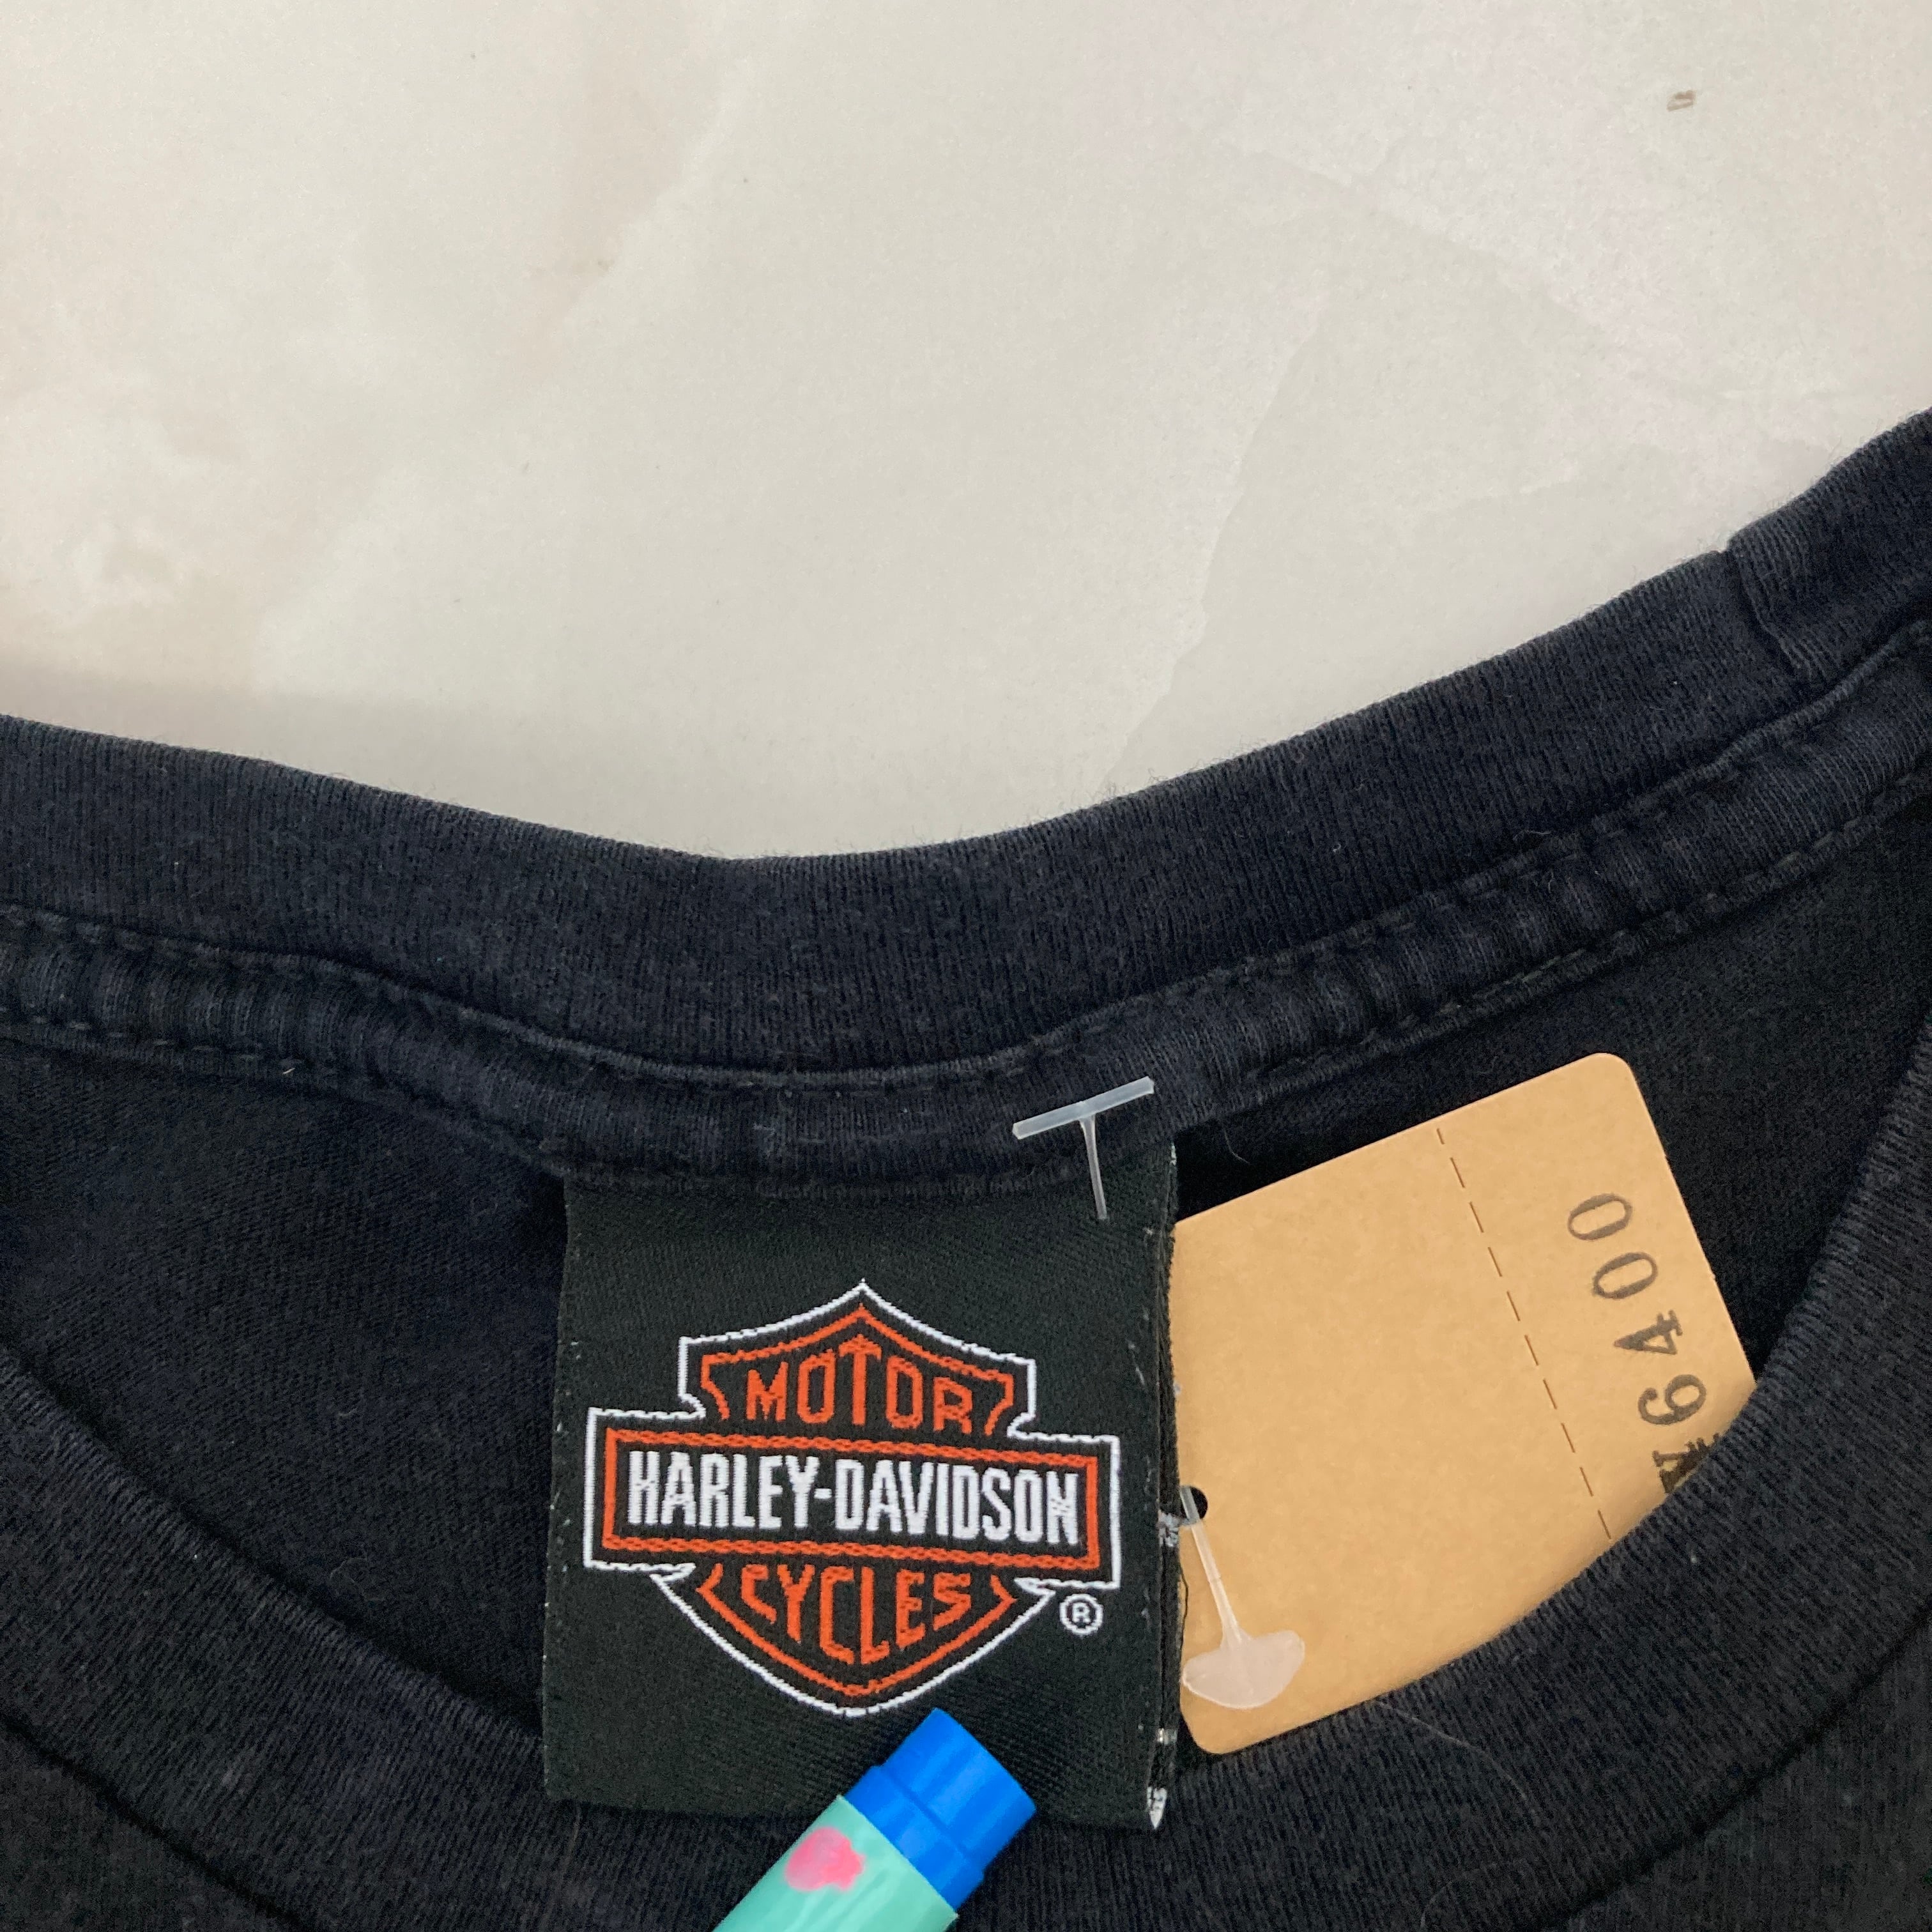 MOTOR
HARLEY-DAVIDSON
CYCLES
®
¥6400